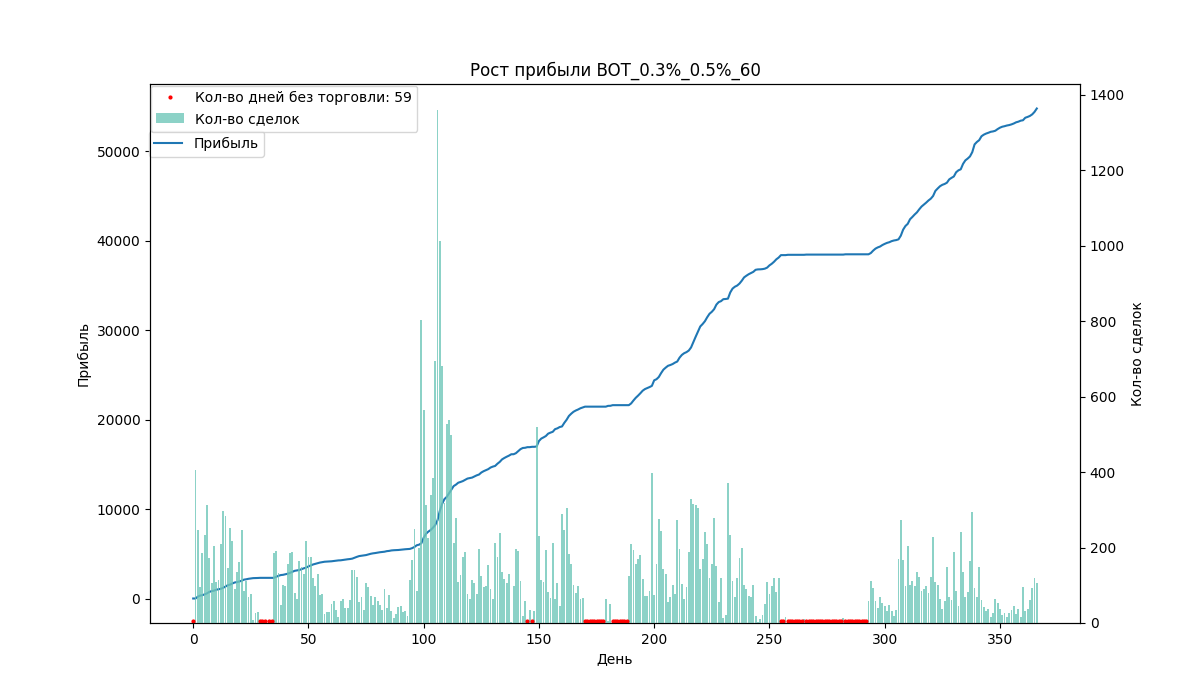 Рост прибыли BOT_0.3%_0.5%_60
Кол-во дней без торговли: 59
Кол-во сделок
Прибыль
50000
40000
30000
20000
10000
0
Прибыль
1400
1200
1000
800
600
400
200
0
Кол-во сделок
0 50 100 150 200 250 300 350
День